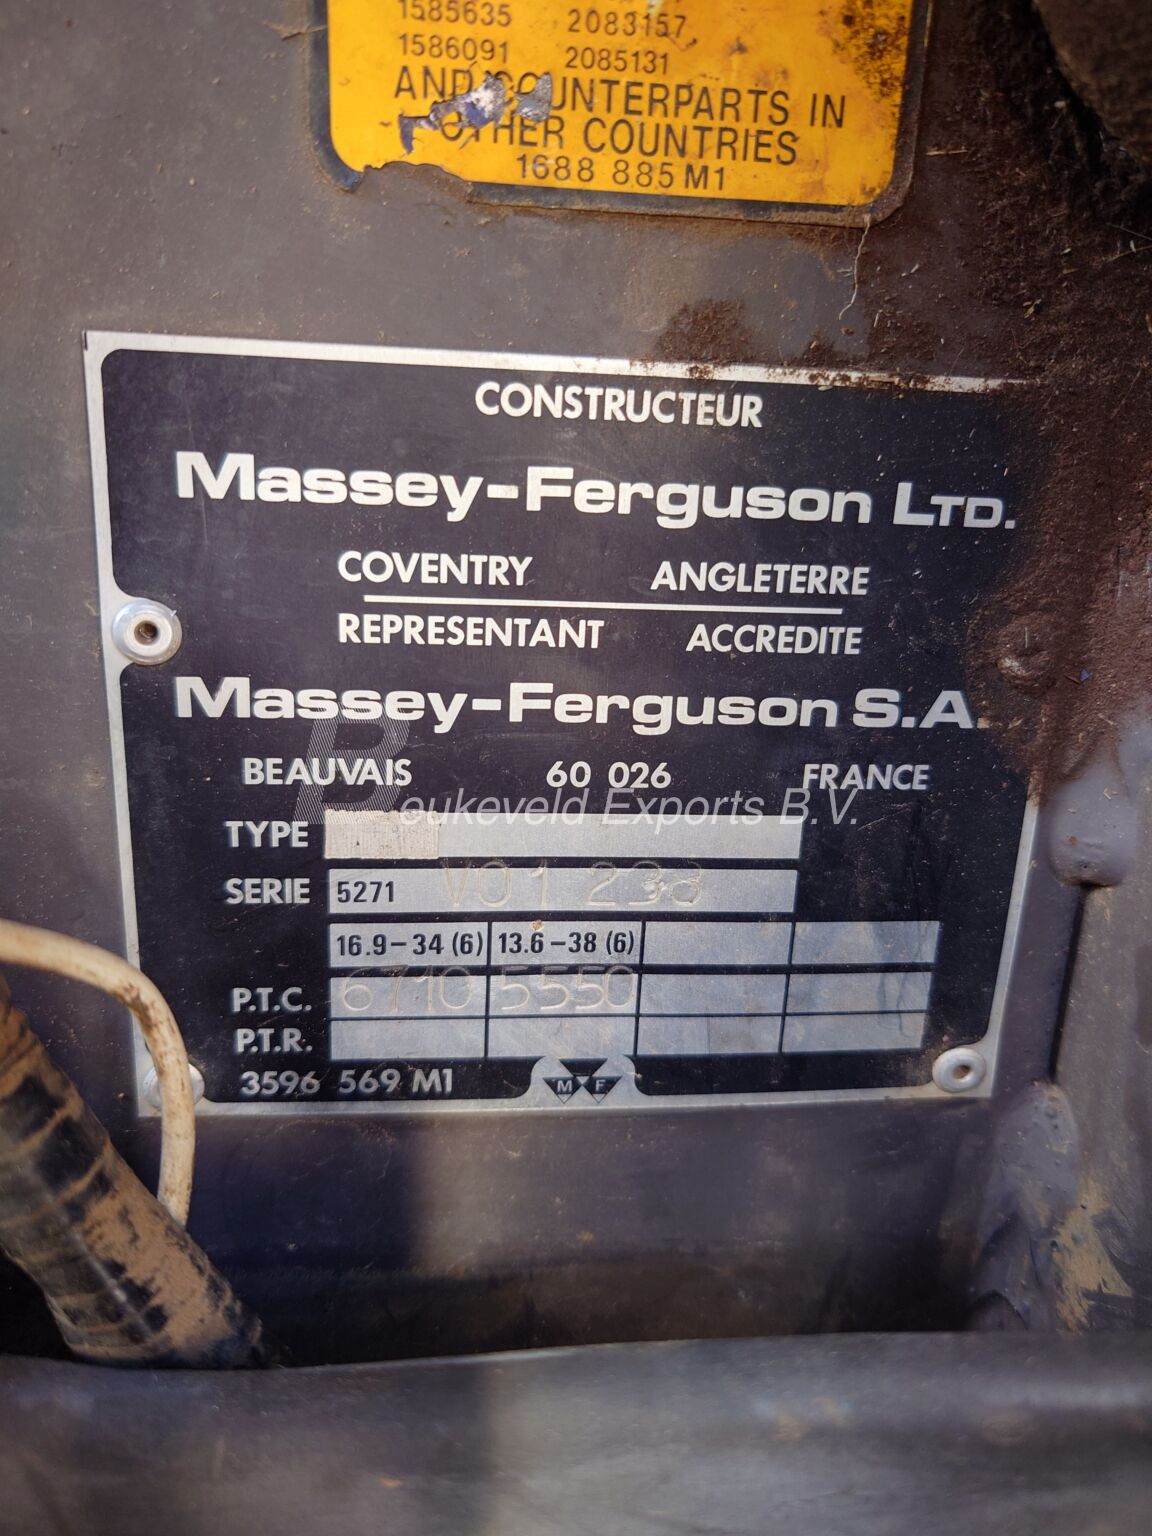 1585635 2083157
1586091 2085131
AND COUNTERPARTS IN
OTHER COUNTRIES
1688 885 M1
CONSTRUCTEUR
Massey-Ferguson LTD.
COVENTRY ANGLETERRE
REPRESENTANT ACCREDITE
Massey-Ferguson S.A.
BEAUVAIS 60 026 FRANCE
Boukeveld Exports B.V.
TYPE
SERIE 5271 V01 238
16.9-34 (6) 13.6-38 (6)
P.T.C. 6710 5550
P.T.R.
3596 569 M1 M F